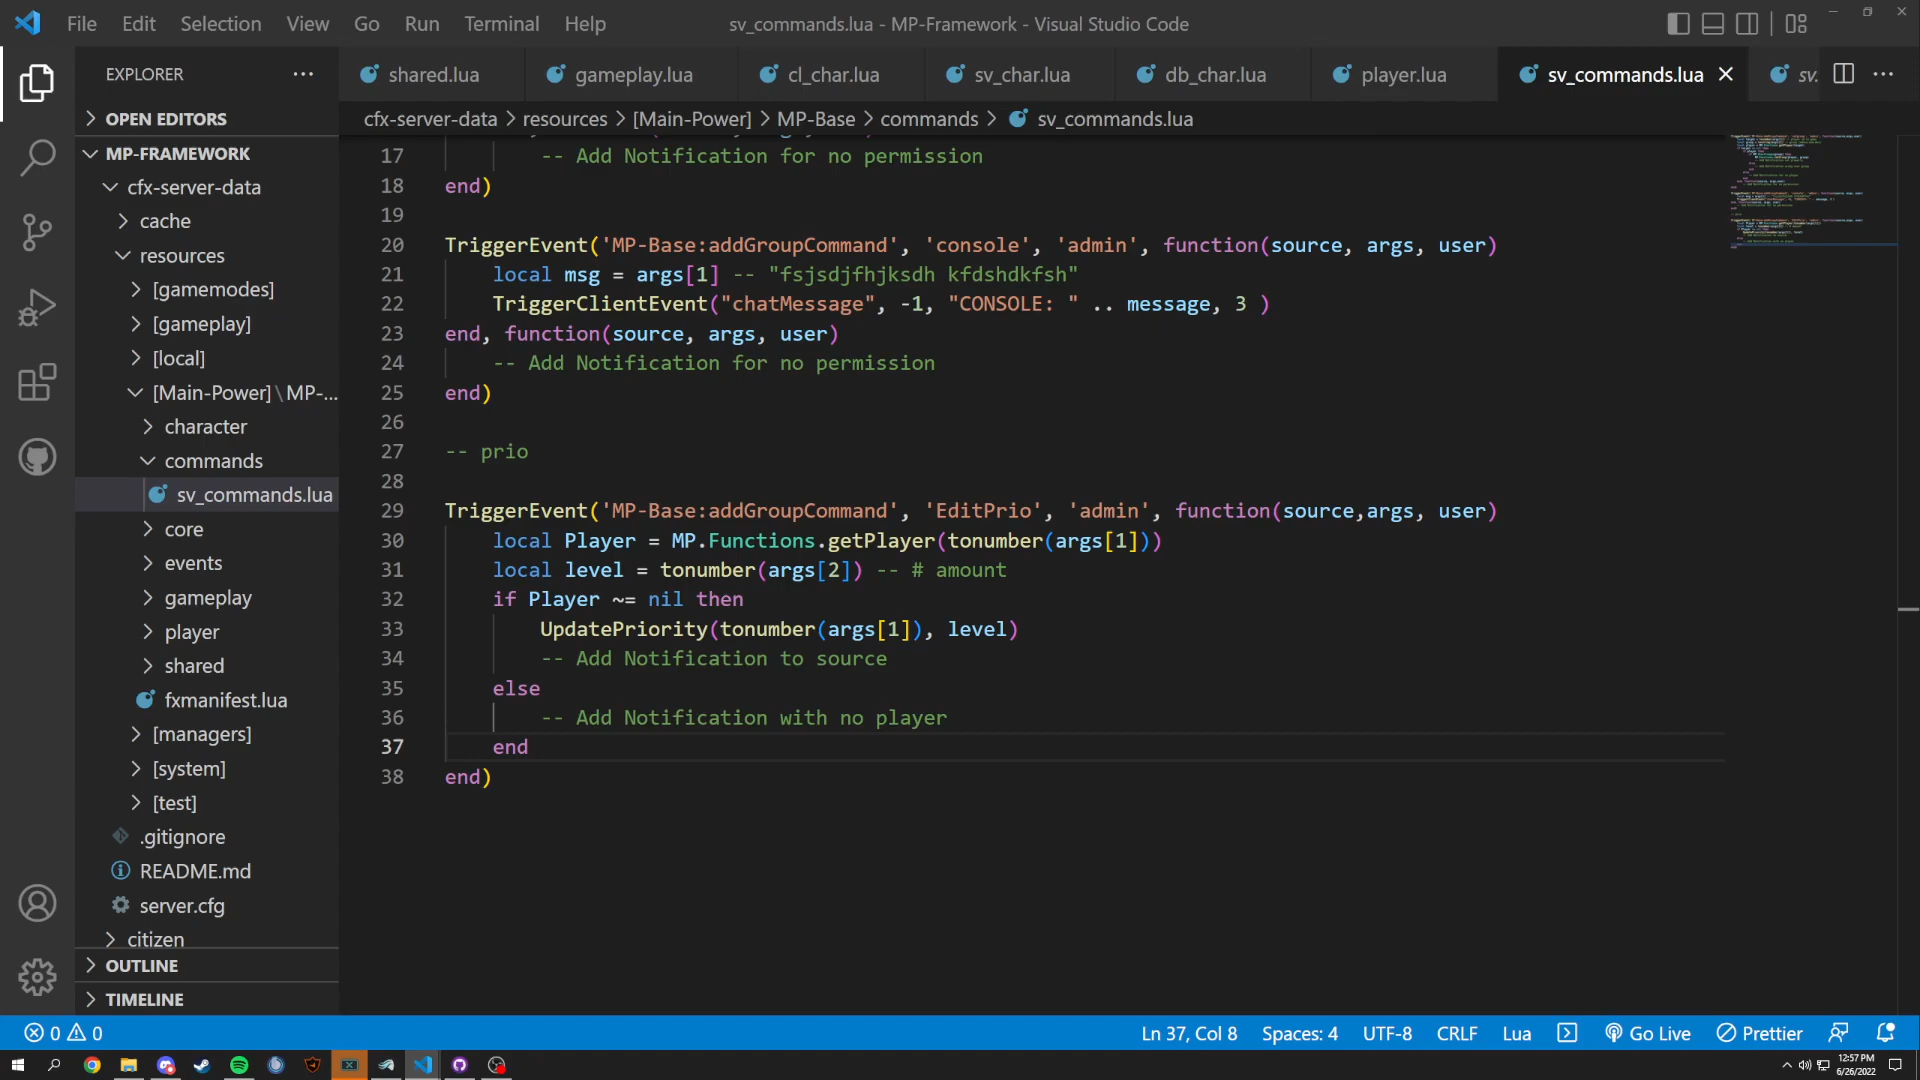 File Edit Selection View Go Run Terminal Help
sv_commands.lua - MP-Framework - Visual Studio Code
EXPLORER
shared.lua gameplay.lua cl_char.lua sv_char.lua db_char.lua player.lua sv_commands.lua sv.
cfx-server-data > resources > [Main-Power] > MP-Base > commands > sv_commands.lua
OPEN EDITORS
MP-FRAMEWORK
cfx-server-data
cache
resources
[gamemodes]
[gameplay]
[local]
[Main-Power]\MP-...
character
commands
sv_commands.lua
core
events
gameplay
player
shared
fxmanifest.lua
[managers]
[system]
[test]
.gitignore
README.md
server.cfg
citizen
OUTLINE
TIMELINE
17 -- Add Notification for no permission
18 end)
19
20 TriggerEvent('MP-Base:addGroupCommand', 'console', 'admin', function(source, args, user)
21 local msg = args[1] -- "fsjsdjfhjksdh kfdshdkfsh"
22 TriggerClientEvent("chatMessage", -1, "CONSOLE: " .. message, 3 )
23 end, function(source, args, user)
24 -- Add Notification for no permission
25 end)
26
27 -- prio
28
29 TriggerEvent('MP-Base:addGroupCommand', 'EditPrio', 'admin', function(source,args, user)
30 local Player = MP.Functions.getPlayer(tonumber(args[1]))
31 local level = tonumber(args[2]) -- # amount
32 if Player ~= nil then
33 UpdatePriority(tonumber(args[1]), level)
34 -- Add Notification to source
35 else
36 -- Add Notification with no player
37 end
38 end)
0 0
Ln 37, Col 8 Spaces: 4 UTF-8 CRLF Lua Go Live Prettier
12:57 PM
6/26/2022